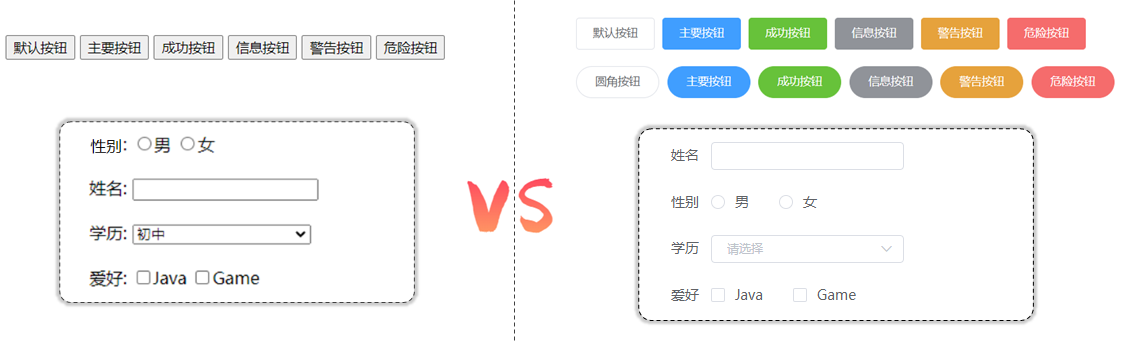 默认按钮 主要按钮 成功按钮 信息按钮 警告按钮 危险按钮
性别: 男 女
姓名:
学历: 初中
爱好: Java Game
VS
默认按钮 主要按钮 成功按钮 信息按钮 警告按钮 危险按钮
圆角按钮 主要按钮 成功按钮 信息按钮 警告按钮 危险按钮
姓名
性别 男 女
学历 请选择
爱好 Java Game